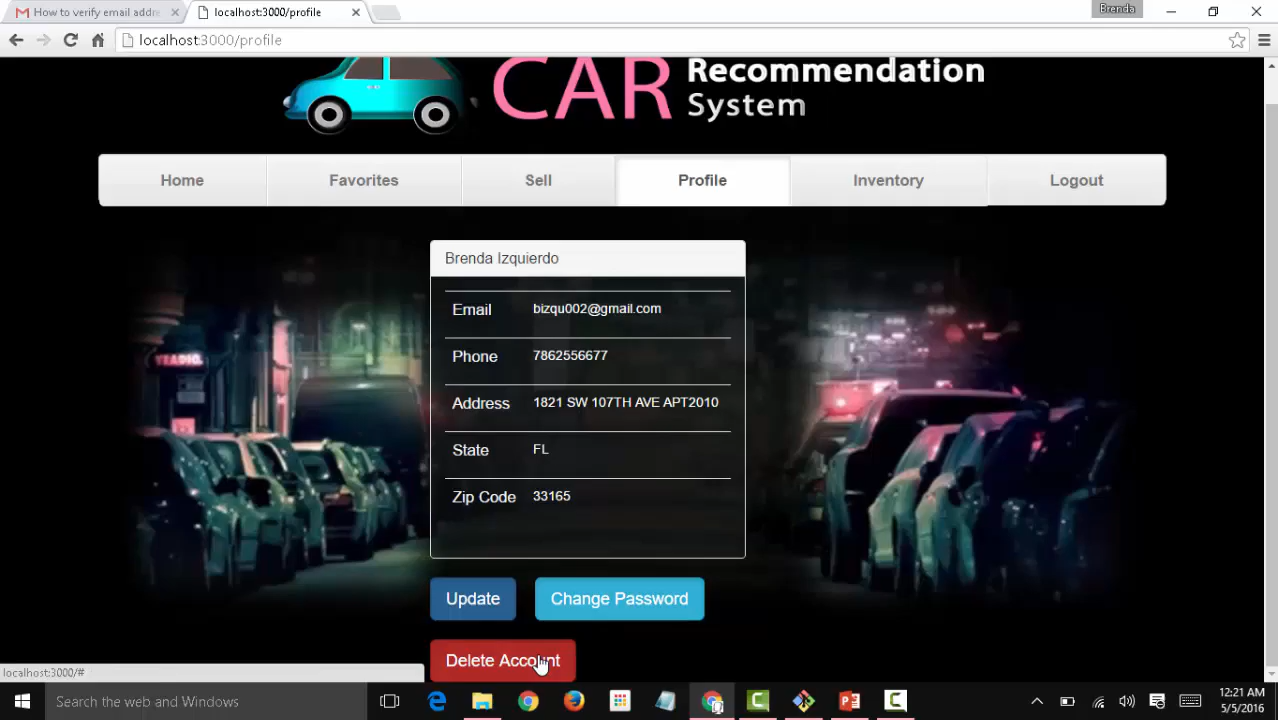 How to verify email addre
localhost:3000/profile
Brenda
localhost:3000/profile
CAR Recommendation System
Home Favorites Sell Profile Inventory Logout
Brenda Izquierdo
Email bizqu002@gmail.com
Phone 7862556677
Address 1821 SW 107TH AVE APT2010
State FL
Zip Code 33165
Update Change Password
Delete Account
localhost:3000/#
Search the web and Windows
12:21 AM
5/5/2016